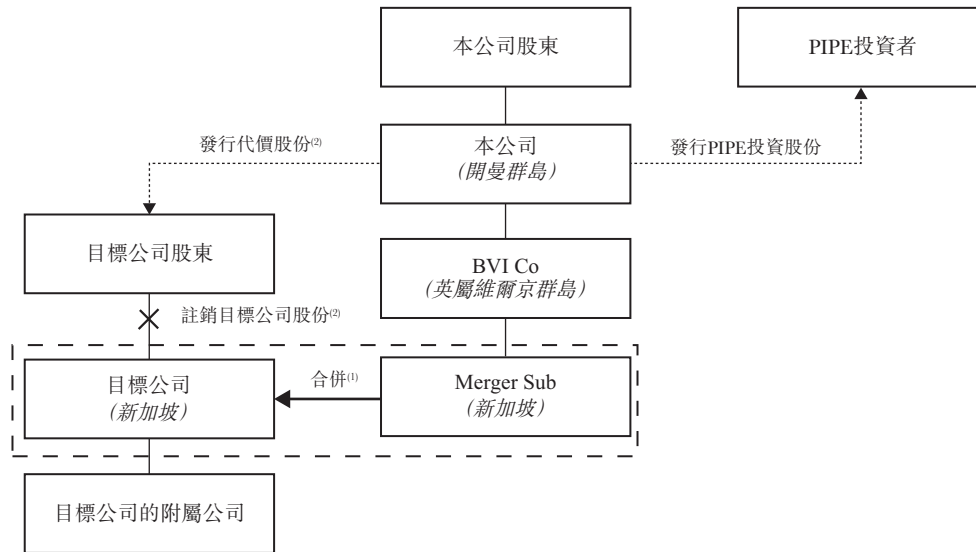 本公司股東
PIPE投資者
發行代價股份(2)
本公司
(開曼群島)
發行PIPE投資股份
目標公司股東
BVI Co
(英屬維爾京群島)
註銷目標公司股份(2)
目標公司
(新加坡)
合併(1)
Merger Sub
(新加坡)
目標公司的附屬公司